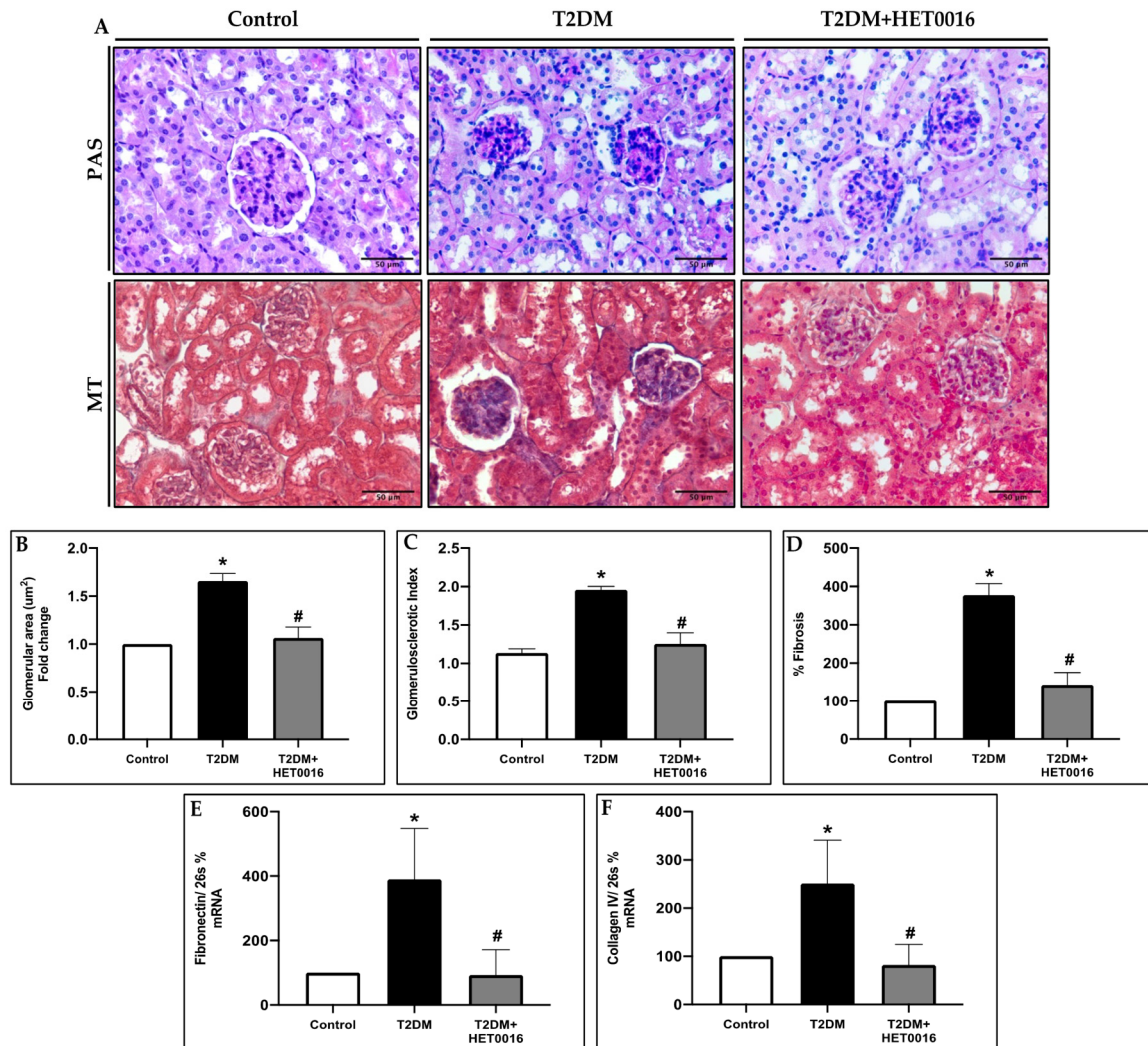 A
Control
T2DM
T2DM+HET0016
PAS
50 μm
50 μm
50 μm
MT
50 μm
50 μm
50 μm
B
Glomerular area (um²)
Fold change
2.0
1.5
1.0
0.5
0.0
*
#
Control
T2DM
T2DM+
HET0016
C
Glomerulosclerotic Index
2.5
2.0
1.5
1.0
0.5
0.0
*
#
Control
T2DM
T2DM+
HET0016
D
% Fibrosis
500
400
300
200
100
0
*
#
Control
T2DM
T2DM+
HET0016
E
Fibronectin/ 26s %
mRNA
600
400
200
0
*
#
Control
T2DM
T2DM+
HET0016
F
Collagen IV/ 26s %
mRNA
400
300
200
100
0
*
#
Control
T2DM
T2DM+
HET0016